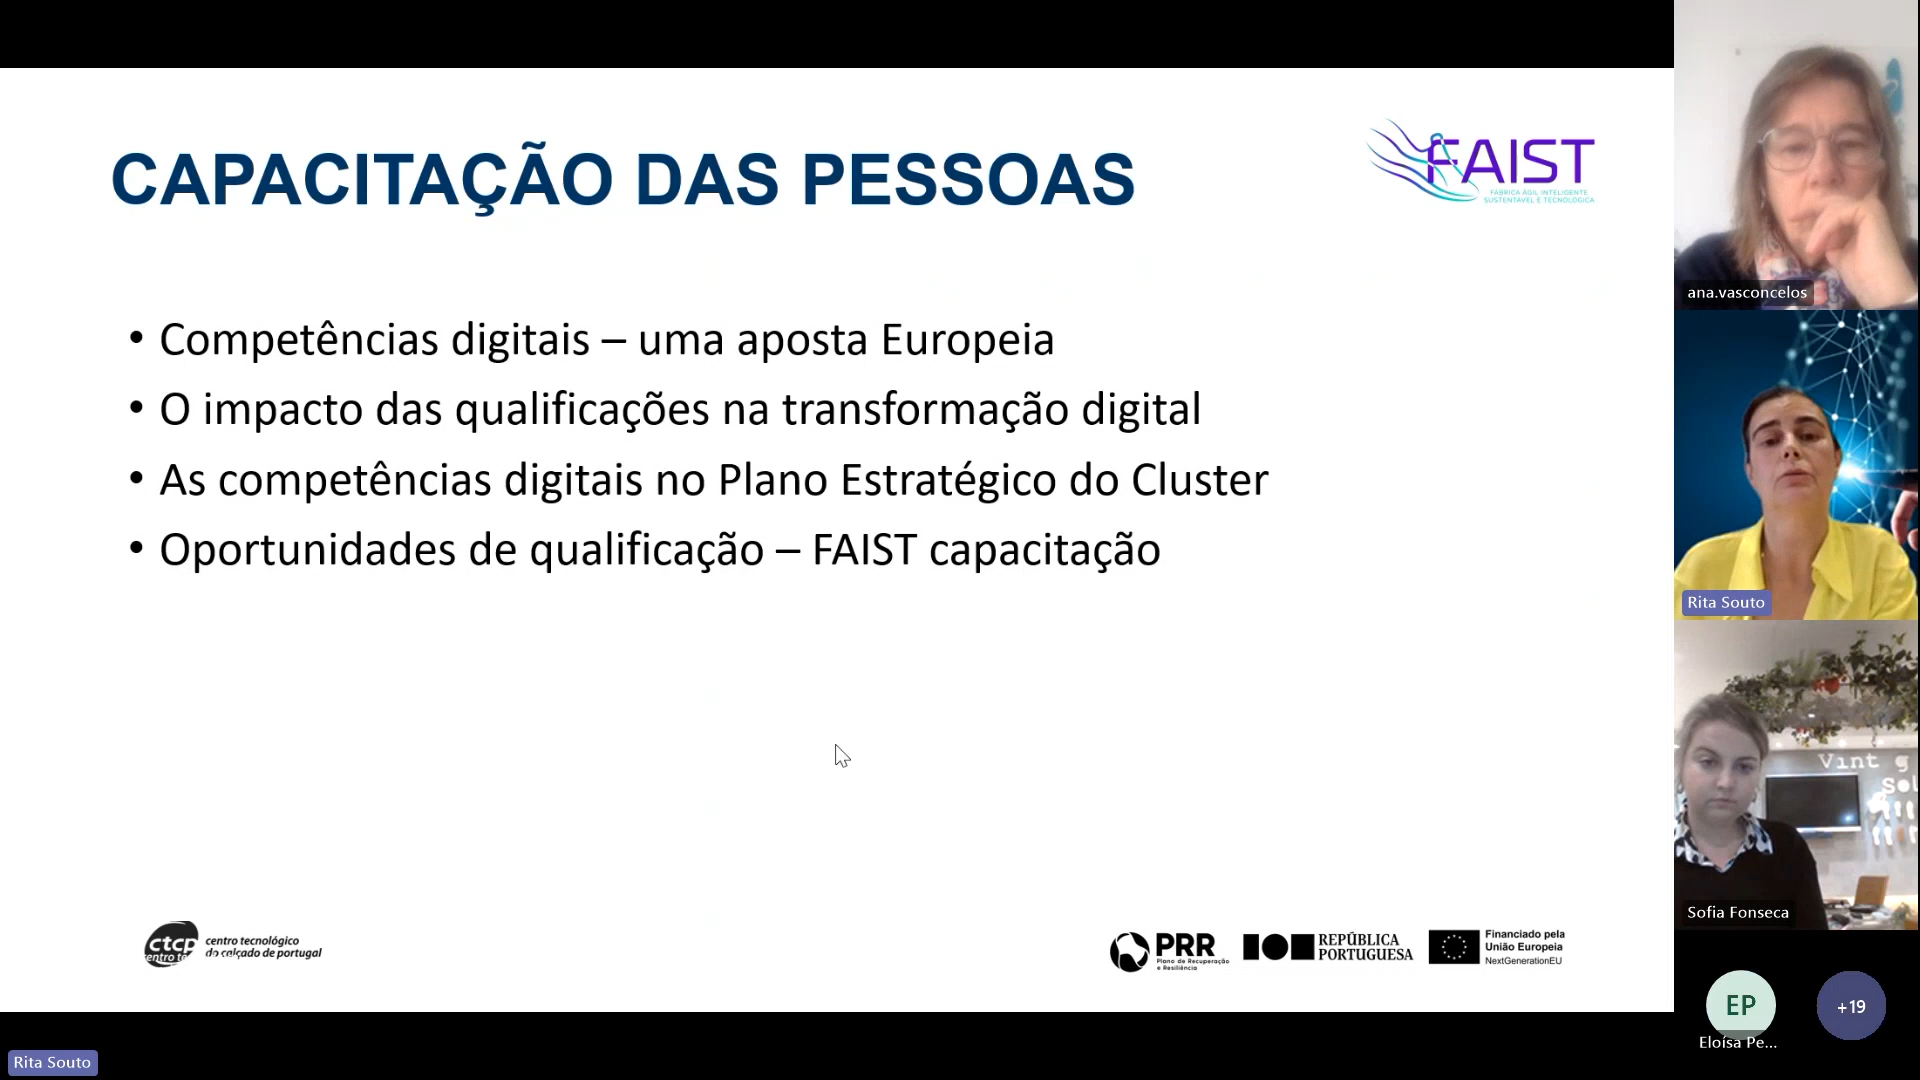 CAPACITAÇÃO DAS PESSOAS
FAIST
FABRICA ÁGIL INTELIGENTE
SUSTENTÁVEL E TECNOLÓGICA
• Competências digitais – uma aposta Europeia
• O impacto das qualificações na transformação digital
• As competências digitais no Plano Estratégico do Cluster
• Oportunidades de qualificação – FAIST capacitação
ctcp
centro tecnológico
do calçado de portugal
PRR
Plano de Recuperação
e Resiliência
REPÚBLICA
PORTUGUESA
Financiado pela
União Europeia
NextGenerationEU
ana.vasconcelos
Rita Souto
Sofia Fonseca
EP
Eloísa Pe...
+19
Rita Souto